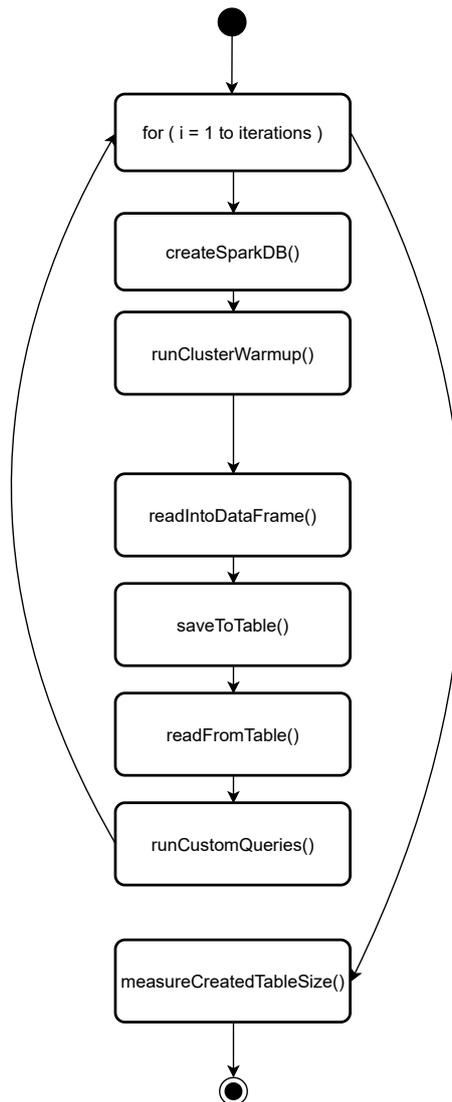 for ( i = 1 to iterations )
createSparkDB()
runClusterWarmup()
readIntoDataFrame()
saveToTable()
readFromTable()
runCustomQueries()
measureCreatedTableSize()